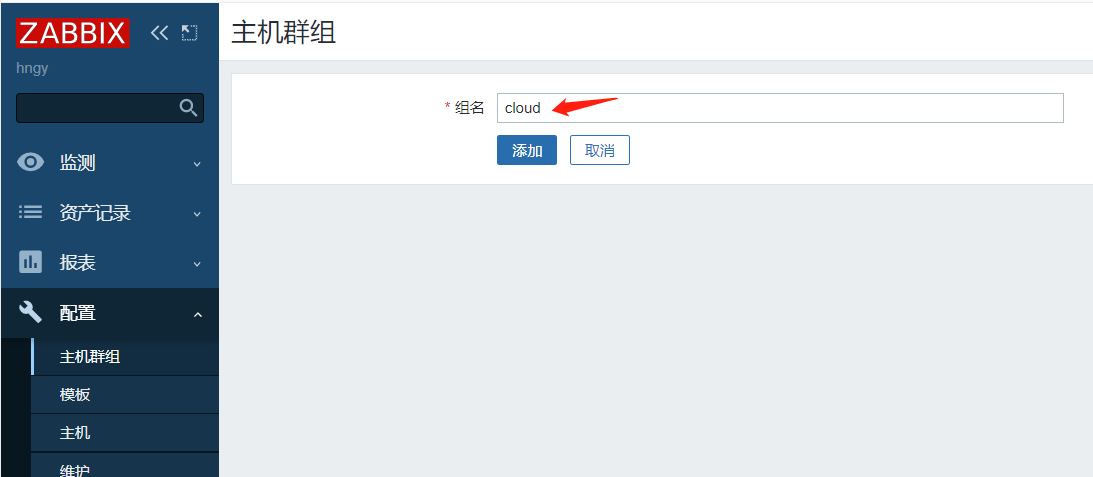 ZABBIX
hngy
监测
资产记录
报表
配置
主机群组
模板
主机
维护
主机群组
* 组名 cloud
添加 取消